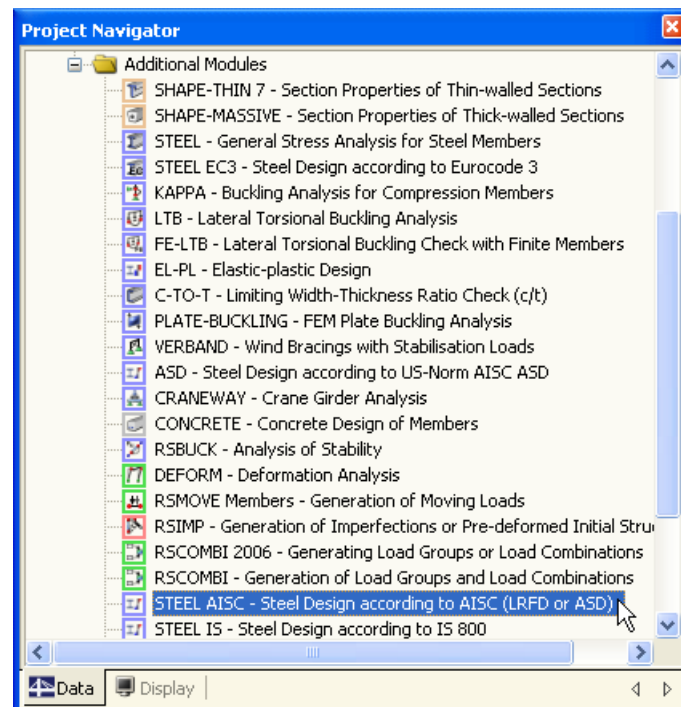 Project Navigator
Additional Modules
SHAPE-THIN 7 - Section Properties of Thin-walled Sections
SHAPE-MASSIVE - Section Properties of Thick-walled Sections
STEEL - General Stress Analysis for Steel Members
STEEL EC3 - Steel Design according to Eurocode 3
KAPPA - Buckling Analysis for Compression Members
LTB - Lateral Torsional Buckling Analysis
FE-LTB - Lateral Torsional Buckling Check with Finite Members
EL-PL - Elastic-plastic Design
C-TO-T - Limiting Width-Thickness Ratio Check (c/t)
PLATE-BUCKLING - FEM Plate Buckling Analysis
VERBAND - Wind Bracings with Stabilisation Loads
ASD - Steel Design according to US-Norm AISC ASD
CRANEWAY - Crane Girder Analysis
CONCRETE - Concrete Design of Members
RSBUCK - Analysis of Stability
DEFORM - Deformation Analysis
RSMOVE Members - Generation of Moving Loads
RSIMP - Generation of Imperfections or Pre-deformed Initial Stru
RSCOMBI 2006 - Generating Load Groups or Load Combinations
RSCOMBI - Generation of Load Groups and Load Combinations
STEEL AISC - Steel Design according to AISC (LRFD or ASD)
STEEL IS - Steel Design according to IS 800
Data Display